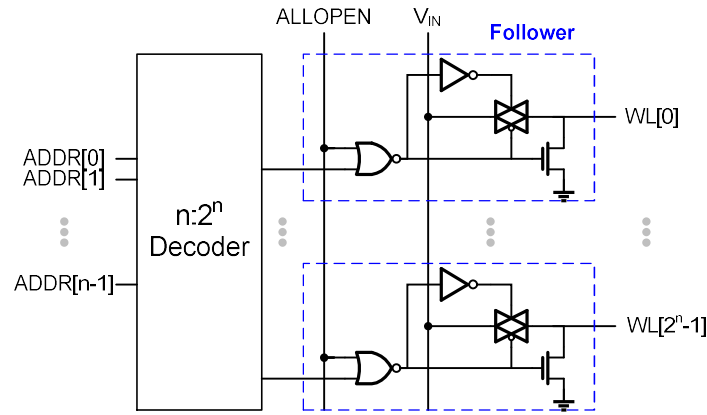 ALLOPEN
VIN
Follower
WL[0]
ADDR[0]
ADDR[1]
n:2ⁿ
Decoder
ADDR[n-1]
WL[2ⁿ-1]